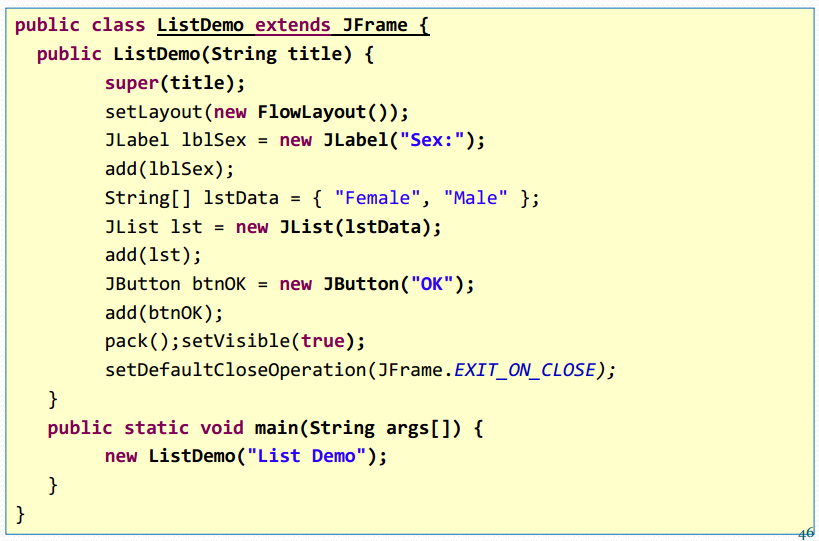 public class ListDemo extends JFrame {
public ListDemo(String title) {
super(title);
setLayout(new FlowLayout());
JLabel lblSex = new JLabel("Sex:");
add(lblSex);
String[] lstData = { "Female", "Male" };
JList lst = new JList(lstData);
add(lst);
JButton btnOK = new JButton("OK");
add(btnOK);
pack();setVisible(true);
setDefaultCloseOperation(JFrame.EXIT_ON_CLOSE);
}
public static void main(String args[]) {
new ListDemo("List Demo");
}
}
46